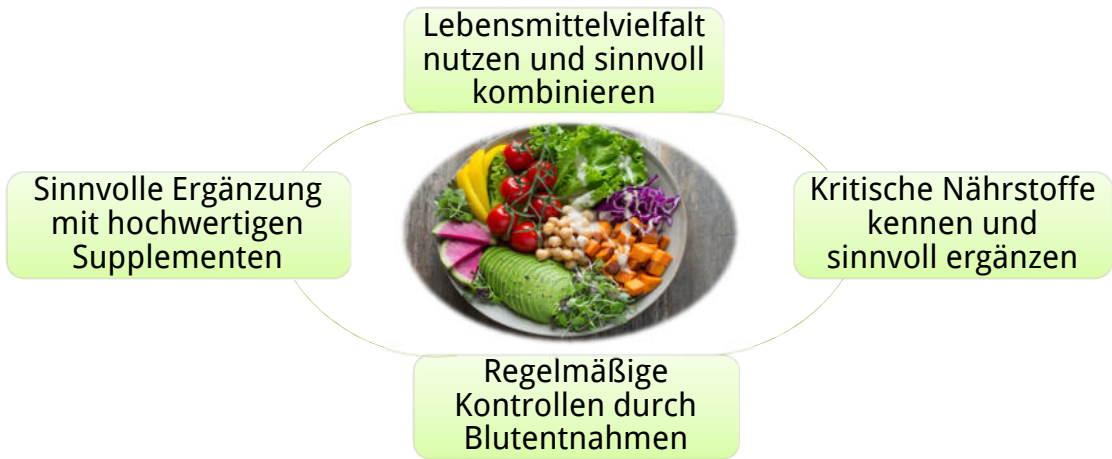 Lebensmittelvielfalt
nutzen und sinnvoll
kombinieren
Sinnvolle Ergänzung
mit hochwertigen
Supplementen
Kritische Nährstoffe
kennen und
sinnvoll ergänzen
Regelmäßige
Kontrollen durch
Blutentnahmen